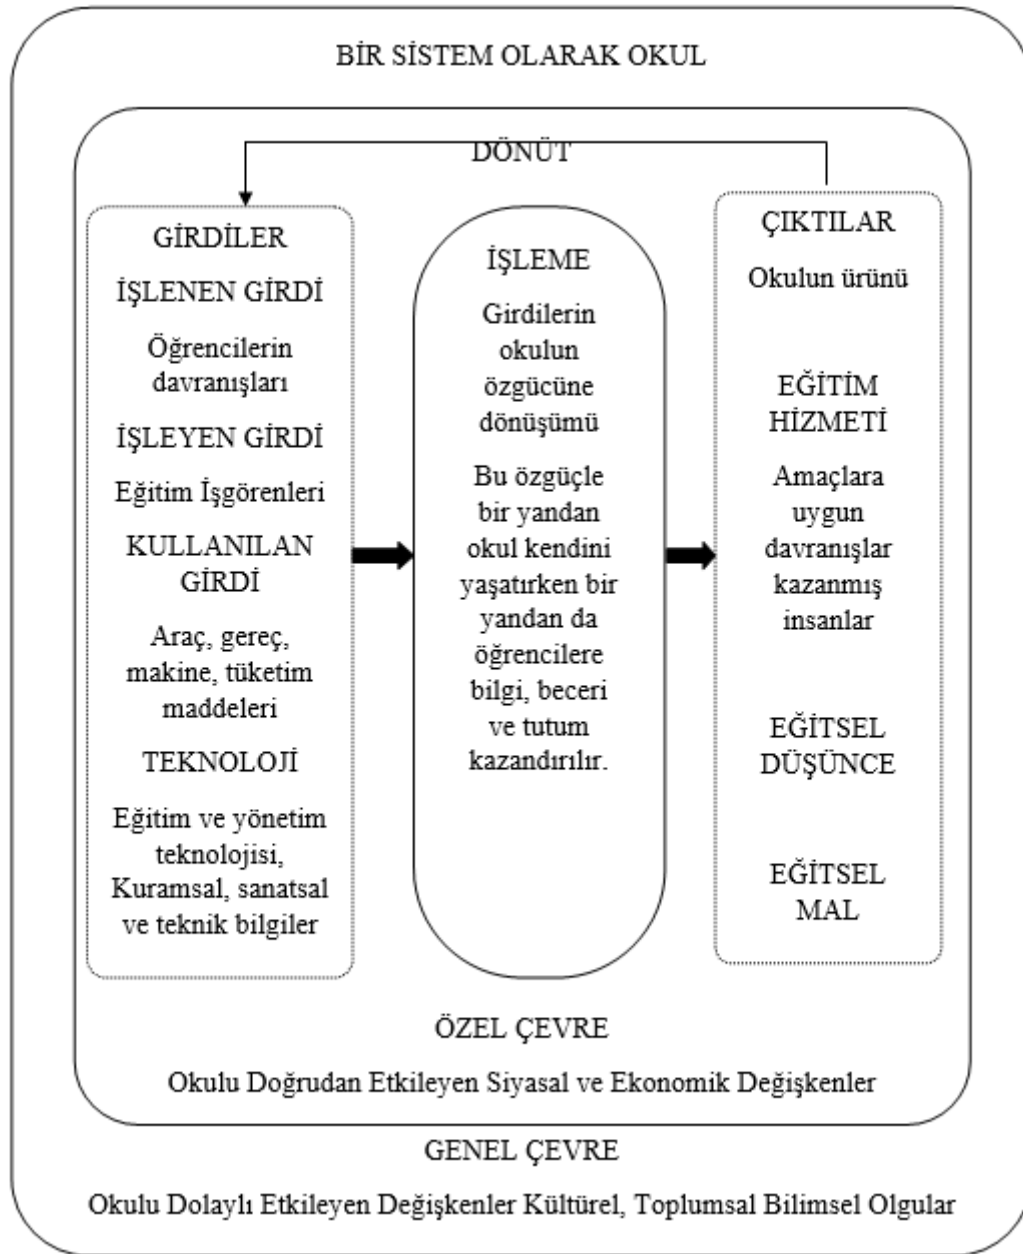 BİR SİSTEM OLARAK OKUL
DÖNÜT
GİRDİLER
İŞLENEN GİRDİ
Öğrencilerin
davranışları
İŞLEYEN GİRDİ
Eğitim İşgörenleri
KULLANILAN
GİRDİ
Araç, gereç,
makine, tüketim
maddeleri
TEKNOLOJİ
Eğitim ve yönetim
teknolojisi,
Kuramsal, sanatsal
ve teknik bilgiler
İŞLEME
Girdilerin
okulun
özgücüne
dönüşümü
Bu özgüçle
bir yandan
okul kendini
yaşatırken bir
yandan da
öğrencilere
bilgi, beceri
ve tutum
kazandırılır.
ÇIKTILAR
Okulun ürünü
EĞİTİM
HİZMETİ
Amaçlara
uygun
davranışlar
kazanmış
insanlar
EĞİTSEL
DÜŞÜNCE
EĞİTSEL
MAL
ÖZEL ÇEVRE
Okulu Doğrudan Etkileyen Siyasal ve Ekonomik Değişkenler
GENEL ÇEVRE
Okulu Dolaylı Etkileyen Değişkenler Kültürel, Toplumsal Bilimsel Olgular